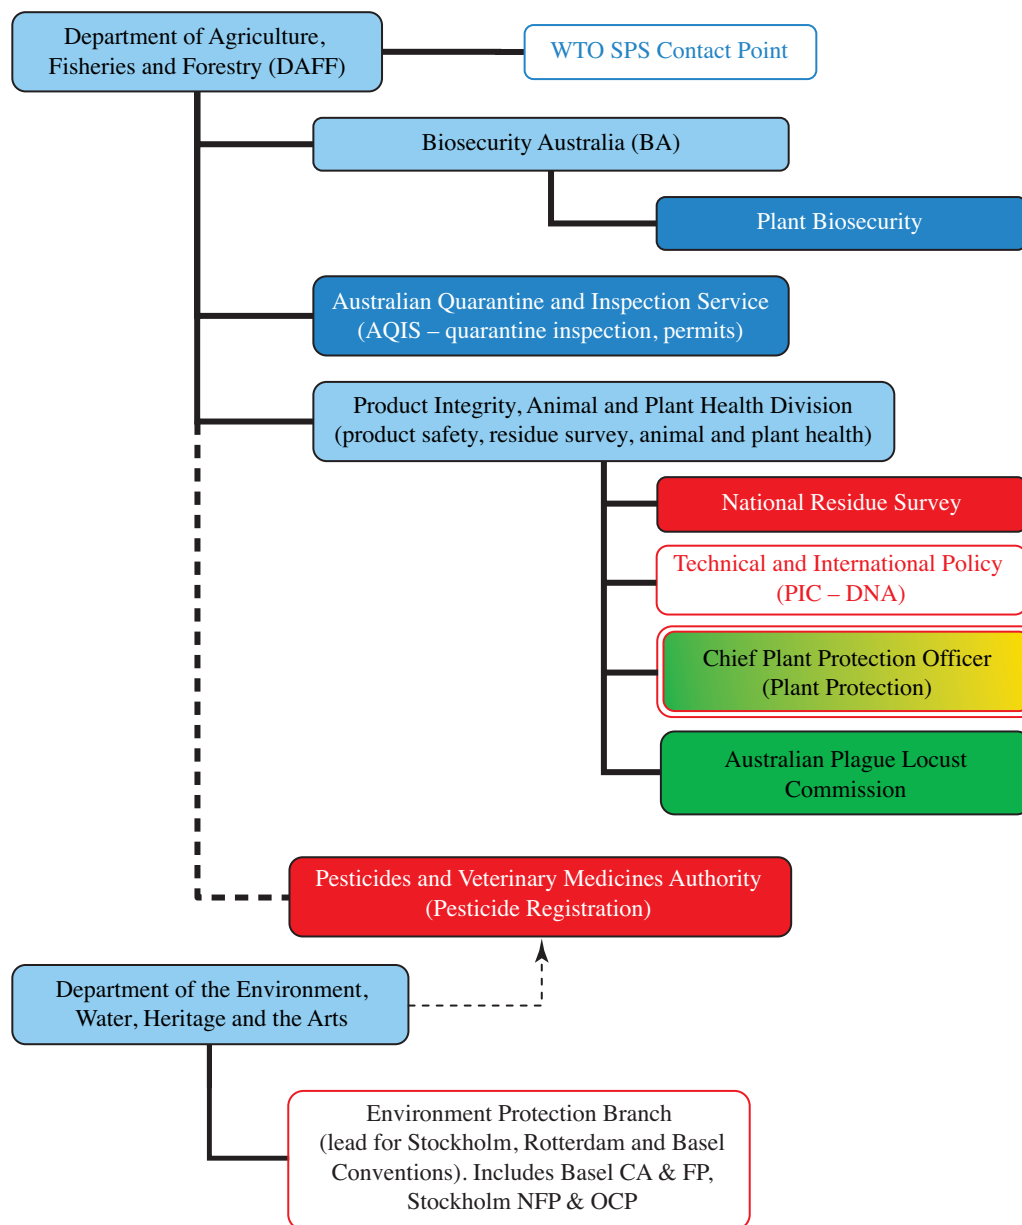 Department of Agriculture,
Fisheries and Forestry (DAFF)
WTO SPS Contact Point
Biosecurity Australia (BA)
Plant Biosecurity
Australian Quarantine and Inspection Service
(AQIS – quarantine inspection, permits)
Product Integrity, Animal and Plant Health Division
(product safety, residue survey, animal and plant health)
National Residue Survey
Technical and International Policy
(PIC – DNA)
Chief Plant Protection Officer
(Plant Protection)
Australian Plague Locust
Commission
Pesticides and Veterinary Medicines Authority
(Pesticide Registration)
Department of the Environment,
Water, Heritage and the Arts
Environment Protection Branch
(lead for Stockholm, Rotterdam and Basel
Conventions). Includes Basel CA & FP,
Stockholm NFP & OCP